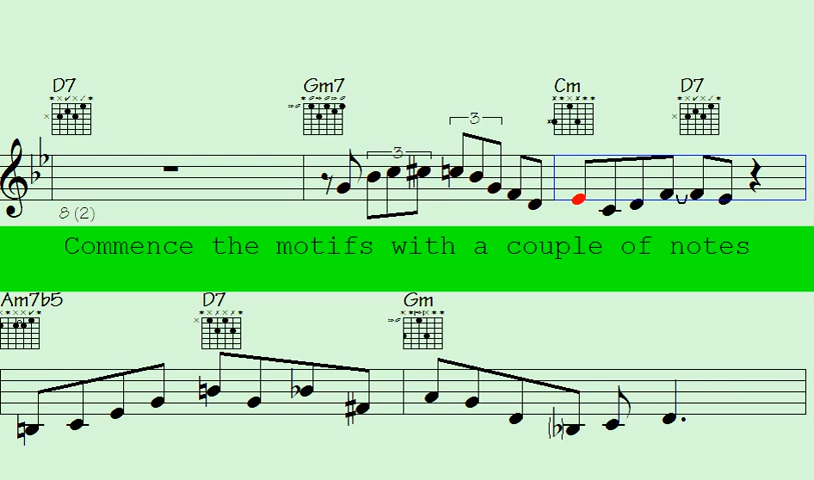 D7 Gm7 Cm D7
3 3
8 (2)
Commence the motifs with a couple of notes
Am7b5 D7 Gm